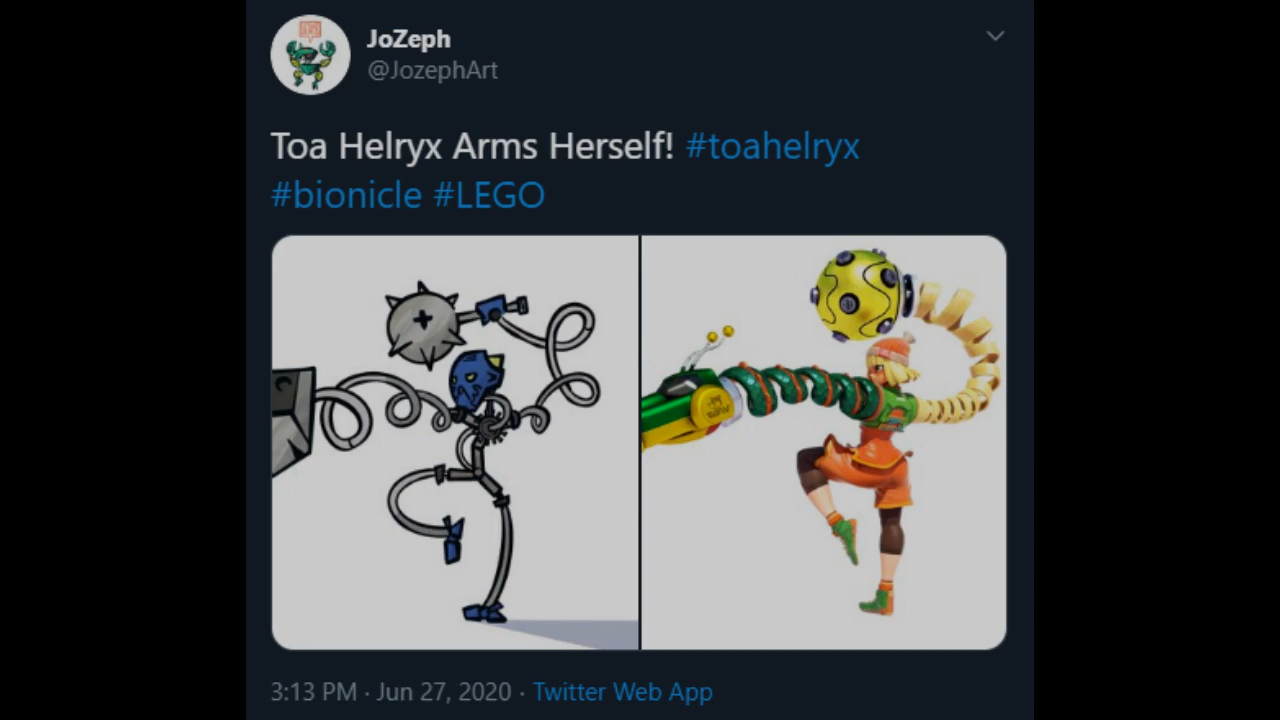 JoZeph
@JozephArt
Toa Helryx Arms Herself! #toahelryx
#bionicle #LEGO
3:13 PM · Jun 27, 2020 · Twitter Web App